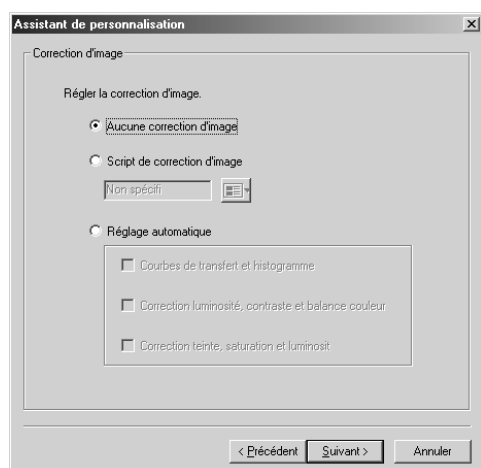 Assistant de personnalisation
Correction d'image
Régler la correction d'image.
Aucune correction d'image
Script de correction d'image
Non spécifi
Réglage automatique
Courbes de transfert et histogramme
Correction luminosité, contraste et balance couleur
Correction teinte, saturation et luminosit
< Précédent Suivant > Annuler